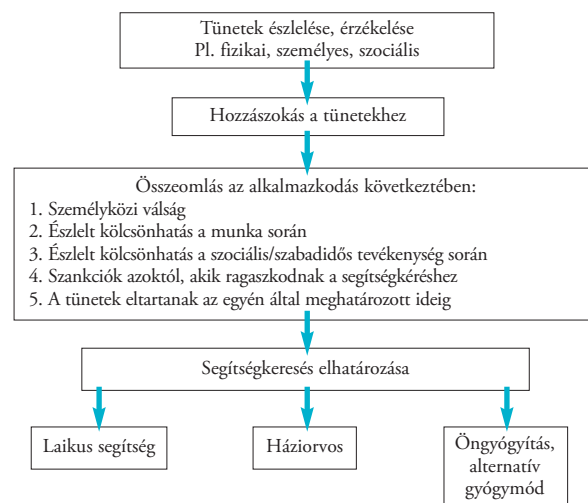 Tünetek észlelése, érzékelése
Pl. fizikai, személyes, szociális
Hozzászokás a tünetekhez
Összeomlás az alkalmazkodás következtében:
1. Személyközi válság
2. Észlelt kölcsönhatás a munka során
3. Észlelt kölcsönhatás a szociális/szabadidős tevékenység során
4. Szankciók azoktól, akik ragaszkodnak a segítségkéréshez
5. A tünetek eltartanak az egyén által meghatározott ideig
Segítségkeresés elhatározása
Laikus segítség
Háziorvos
Öngyógyítás,
alternatív
gyógymód